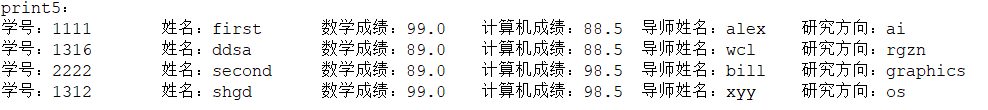 print5:
学号：1111 姓名：first 数学成绩：99.0 计算机成绩：88.5 导师姓名：alex 研究方向：ai
学号：1316 姓名：ddsa 数学成绩：89.0 计算机成绩：88.5 导师姓名：wcl 研究方向：rgzn
学号：2222 姓名：second 数学成绩：89.0 计算机成绩：98.5 导师姓名：bill 研究方向：graphics
学号：1312 姓名：shgd 数学成绩：99.0 计算机成绩：98.5 导师姓名：xyy 研究方向：os